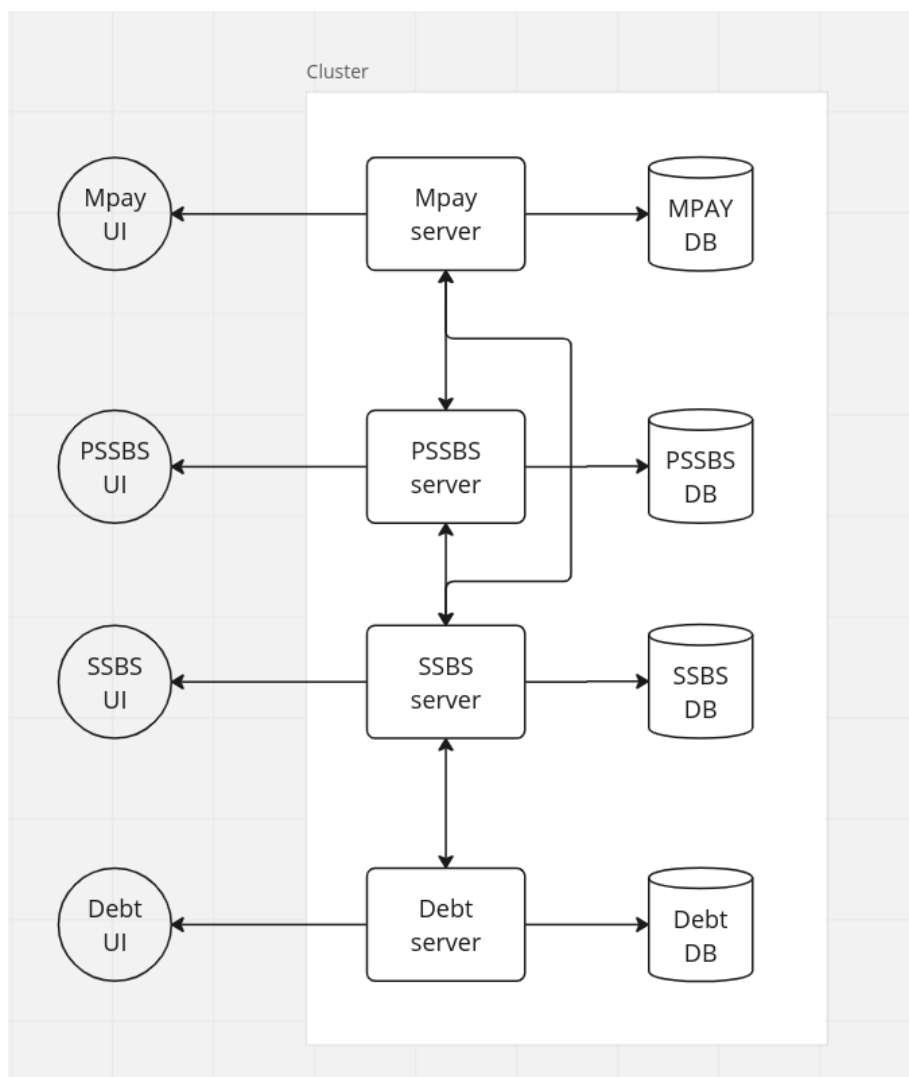 Cluster
Mpay
UI
Mpay
server
MPAY
DB
PSSBS
UI
PSSBS
server
PSSBS
DB
SSBS
UI
SSBS
server
SSBS
DB
Debt
UI
Debt
server
Debt
DB